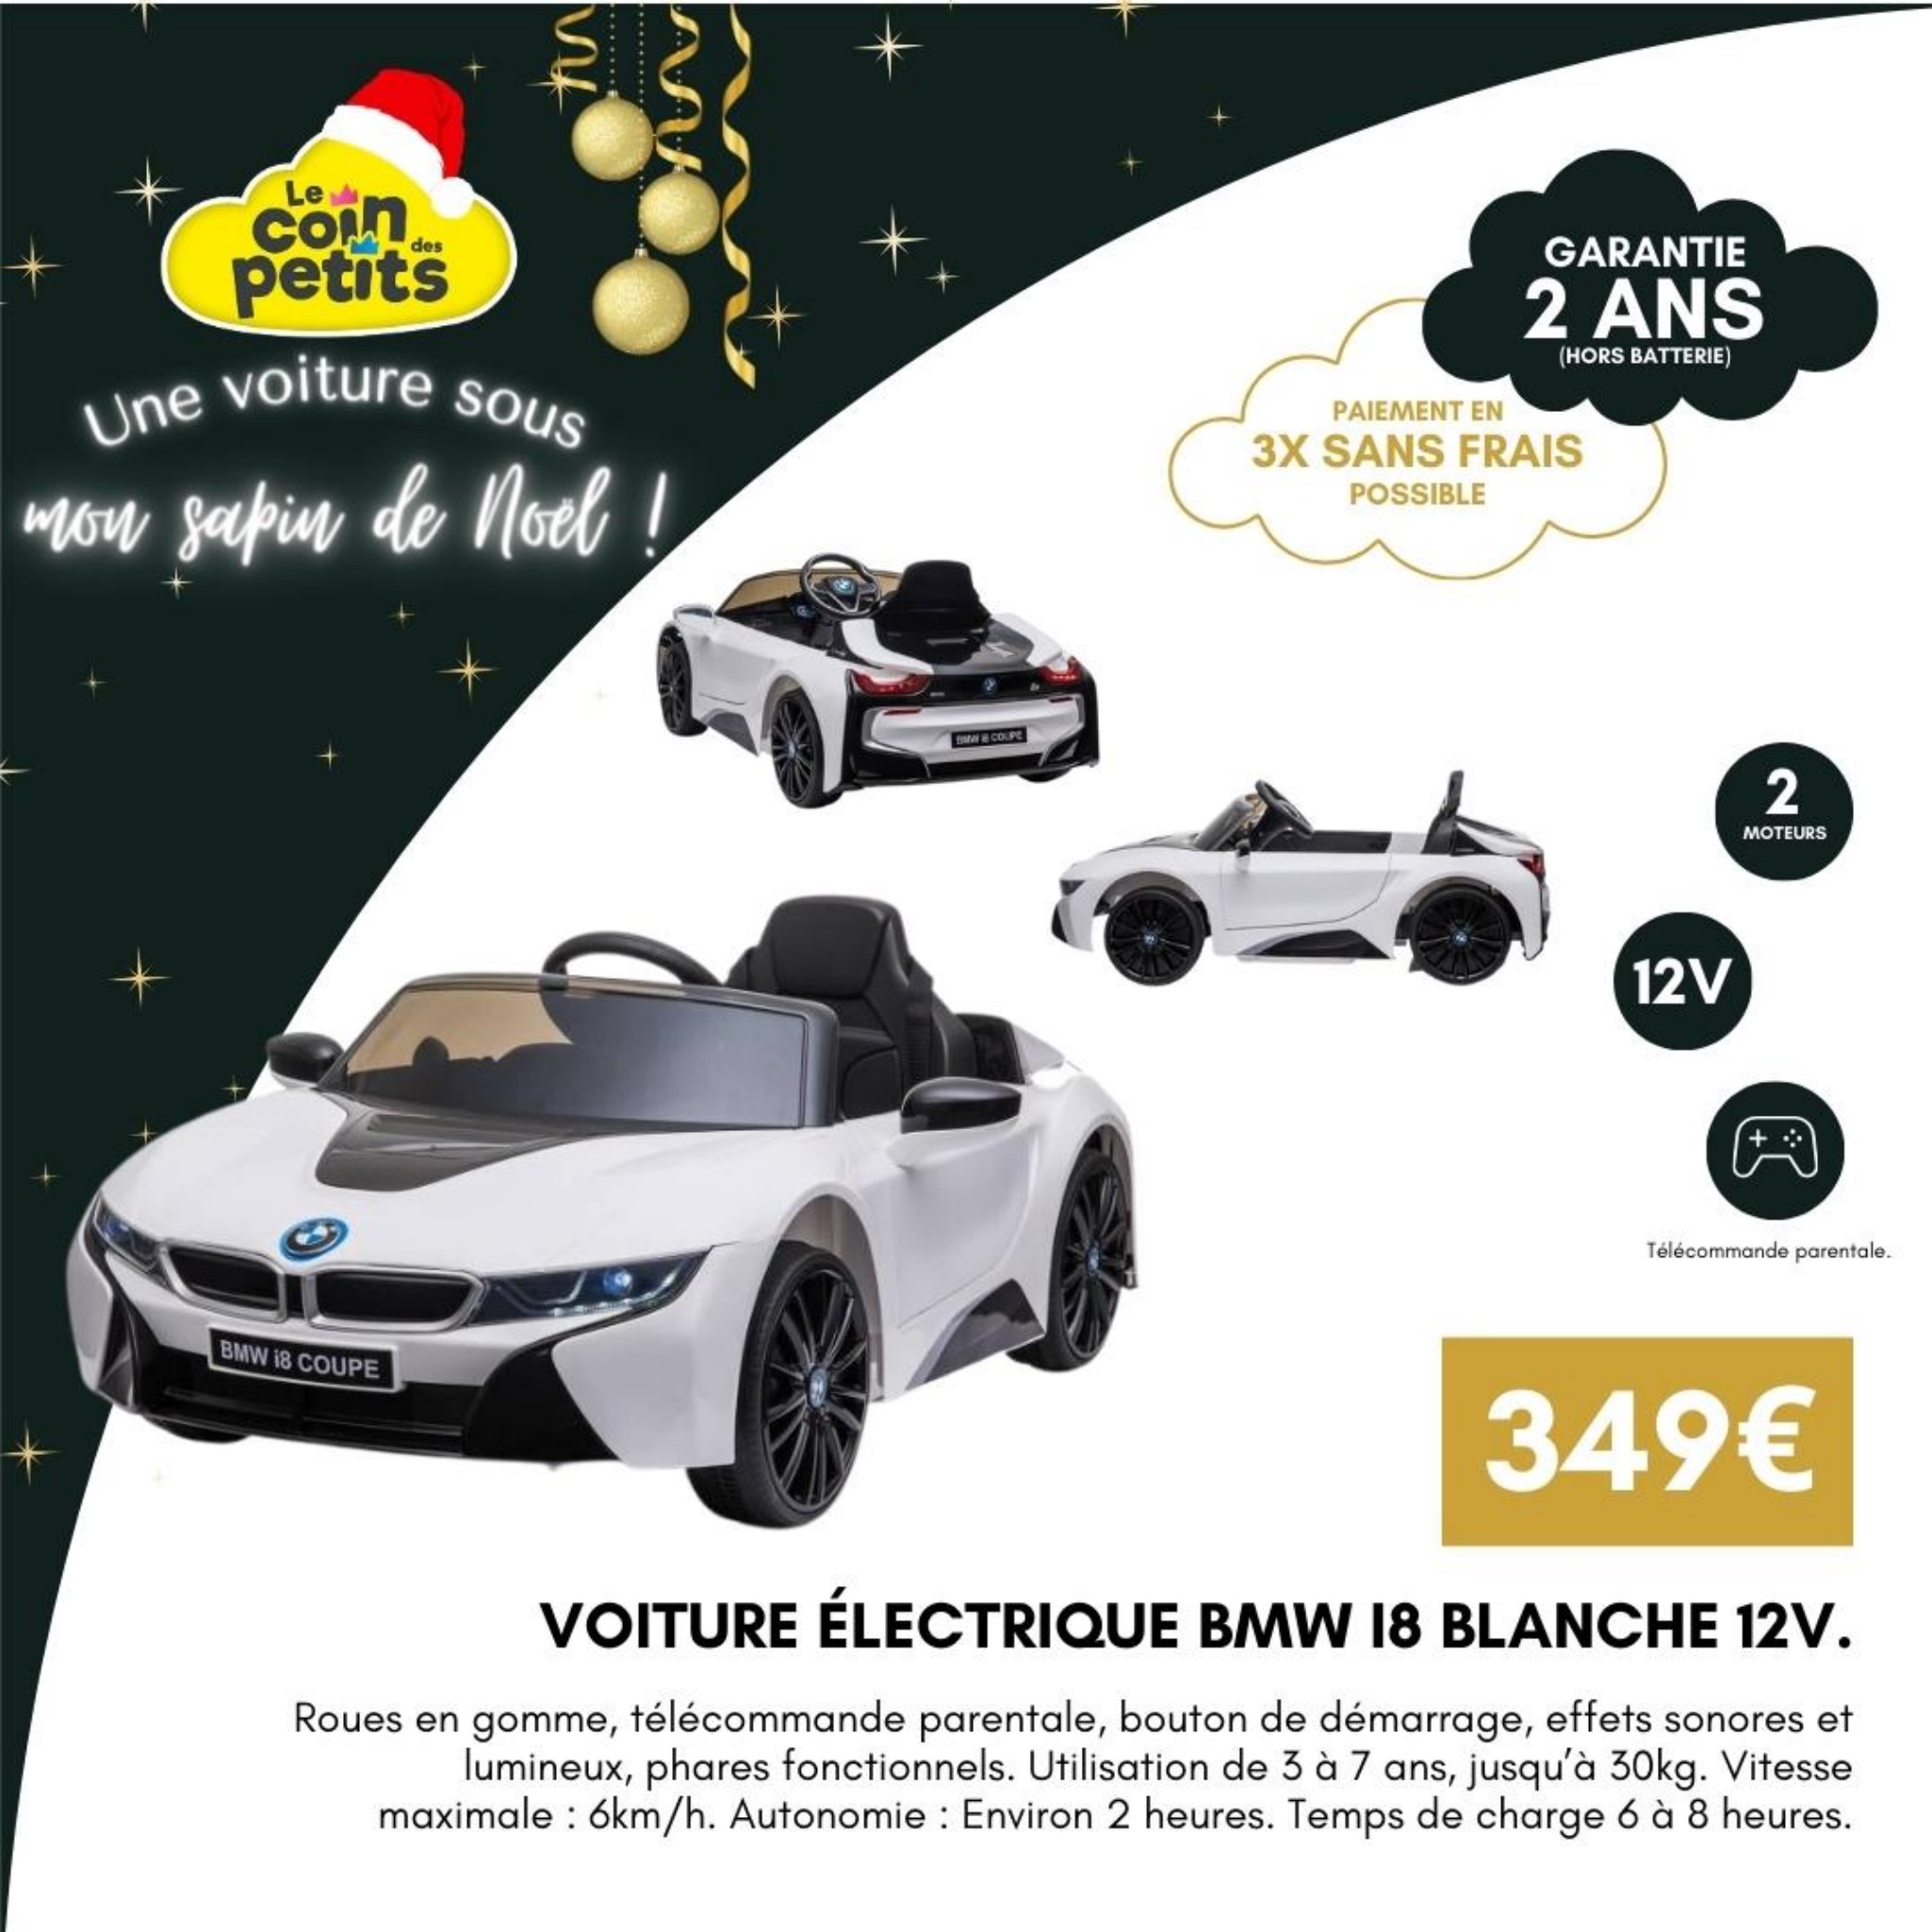 Le
coin
des
petits
Une voiture sous
mon sapin de Noël !
GARANTIE
2 ANS
(HORS BATTERIE)
PAIEMENT EN
3X SANS FRAIS
POSSIBLE
BMW i8 COUPE
2
MOTEURS
12V
Télécommande parentale.
BMW i8 COUPE
349€
VOITURE ÉLECTRIQUE BMW I8 BLANCHE 12V.
Roues en gomme, télécommande parentale, bouton de démarrage, effets sonores et
lumineux, phares fonctionnels. Utilisation de 3 à 7 ans, jusqu'à 30kg. Vitesse
maximale : 6km/h. Autonomie : Environ 2 heures. Temps de charge 6 à 8 heures.